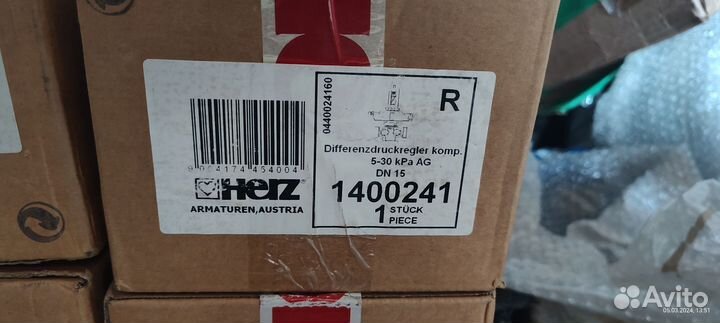 9004174454004
Herz
ARMATUREN, AUSTRIA
0440024160
R
Differenzdruckregler komp.
5-30 kPa AG
DN 15
1400241
1 STÜCK
PIECE
Avito
05.03.2024, 13:51